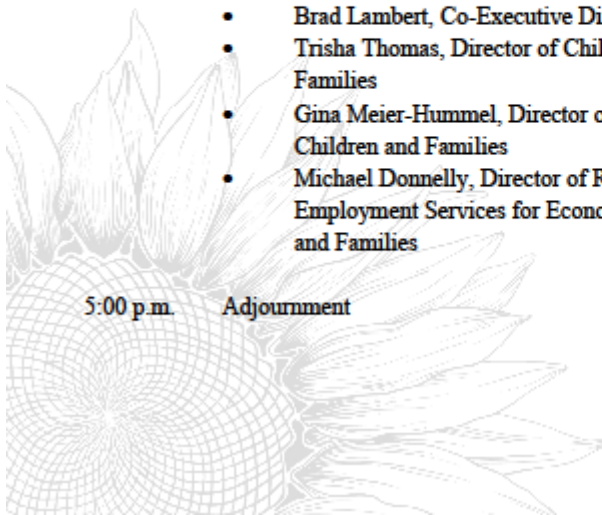 • Brad Lambert, Co-Executive Di
• Trisha Thomas, Director of Chil
Families
• Gina Meier-Hummel, Director o
Children and Families
• Michael Donnelly, Director of R
Employment Services for Econo
and Families
5:00 p.m. Adjournment